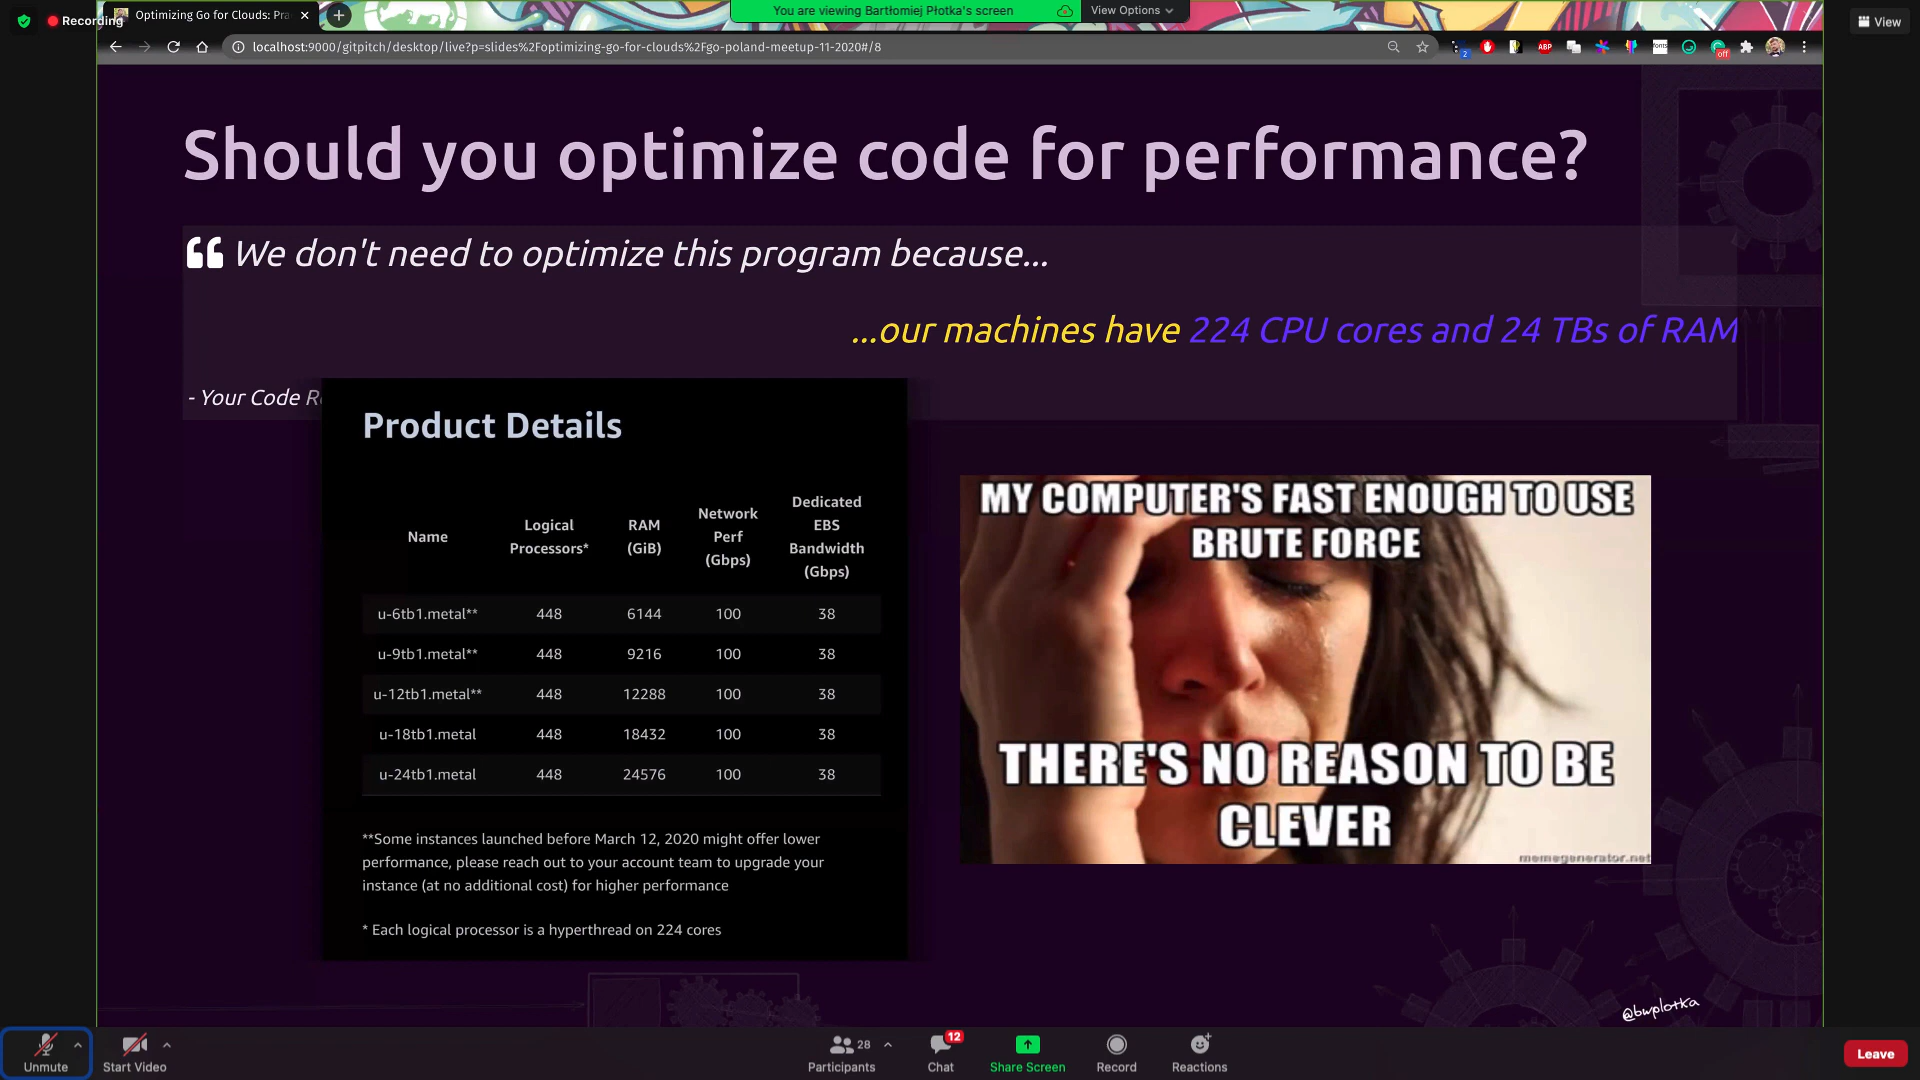 Recording
Optimizing Go for Clouds: Pra
You are viewing Bartłomiej Płotka's screen
View Options
View
localhost:9000/gitpitch/desktop/live?p=slides%2Foptimizing-go-for-clouds%2Fgo-poland-meetup-11-2020#/8
2
ABP
fonts
off
Should you optimize code for performance?
We don't need to optimize this program because...
...our machines have 224 CPU cores and 24 TBs of RAM
- Your Code R
Product Details
Name Logical Processors* RAM (GiB) Network Perf (Gbps) Dedicated EBS Bandwidth (Gbps)
u-6tb1.metal** 448 6144 100 38
u-9tb1.metal** 448 9216 100 38
u-12tb1.metal** 448 12288 100 38
u-18tb1.metal 448 18432 100 38
u-24tb1.metal 448 24576 100 38
**Some instances launched before March 12, 2020 might offer lower
performance, please reach out to your account team to upgrade your
instance (at no additional cost) for higher performance
* Each logical processor is a hyperthread on 224 cores
MY COMPUTER'S FAST ENOUGH TO USE
BRUTE FORCE
THERE'S NO REASON TO BE
CLEVER
memegenerator.net
@bwplotka
Unmute
Start Video
28
Participants
12
Chat
Share Screen
Record
Reactions
Leave